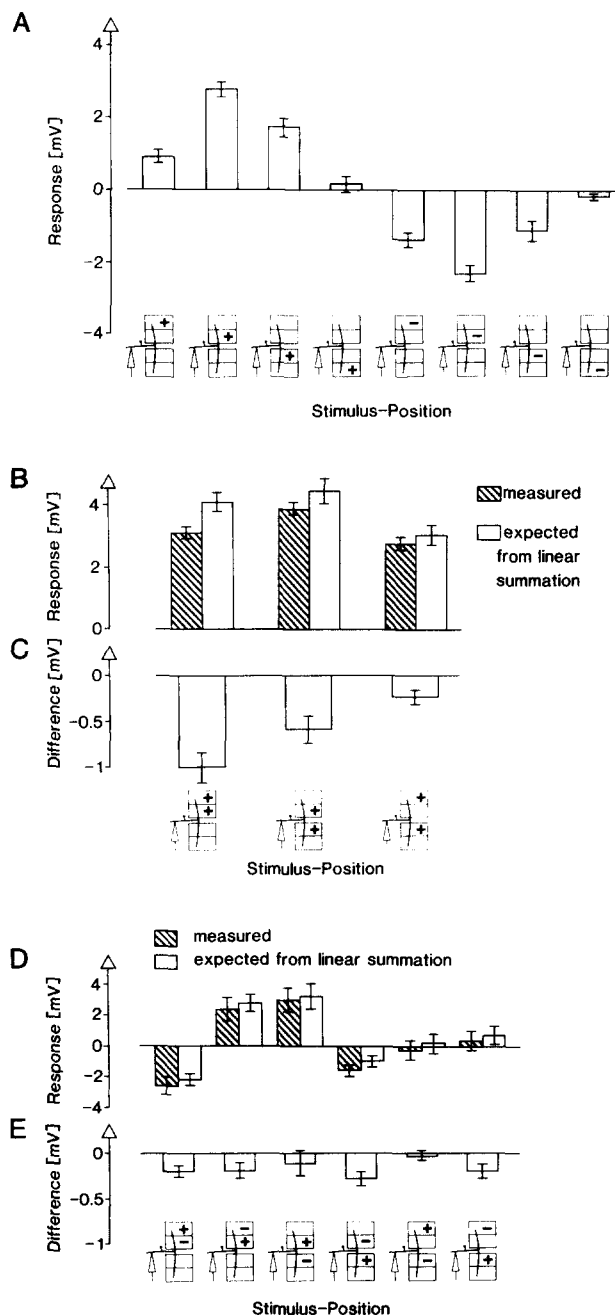 A
4
2
0
−2
−4
Response [mV]
+ + + + − − − −
Stimulus-Position
B
4
2
0
Response [mV]
measured
expected
from linear
summation
C
0
-0.5
-1
Difference [mV]
+ + +
+ + +
Stimulus-Position
measured
expected from linear summation
D
4
2
0
-2
-4
Response [mV]
E
0
-0.5
-1
Difference [mV]
+ − + − + −
− + − + − +
Stimulus-Position